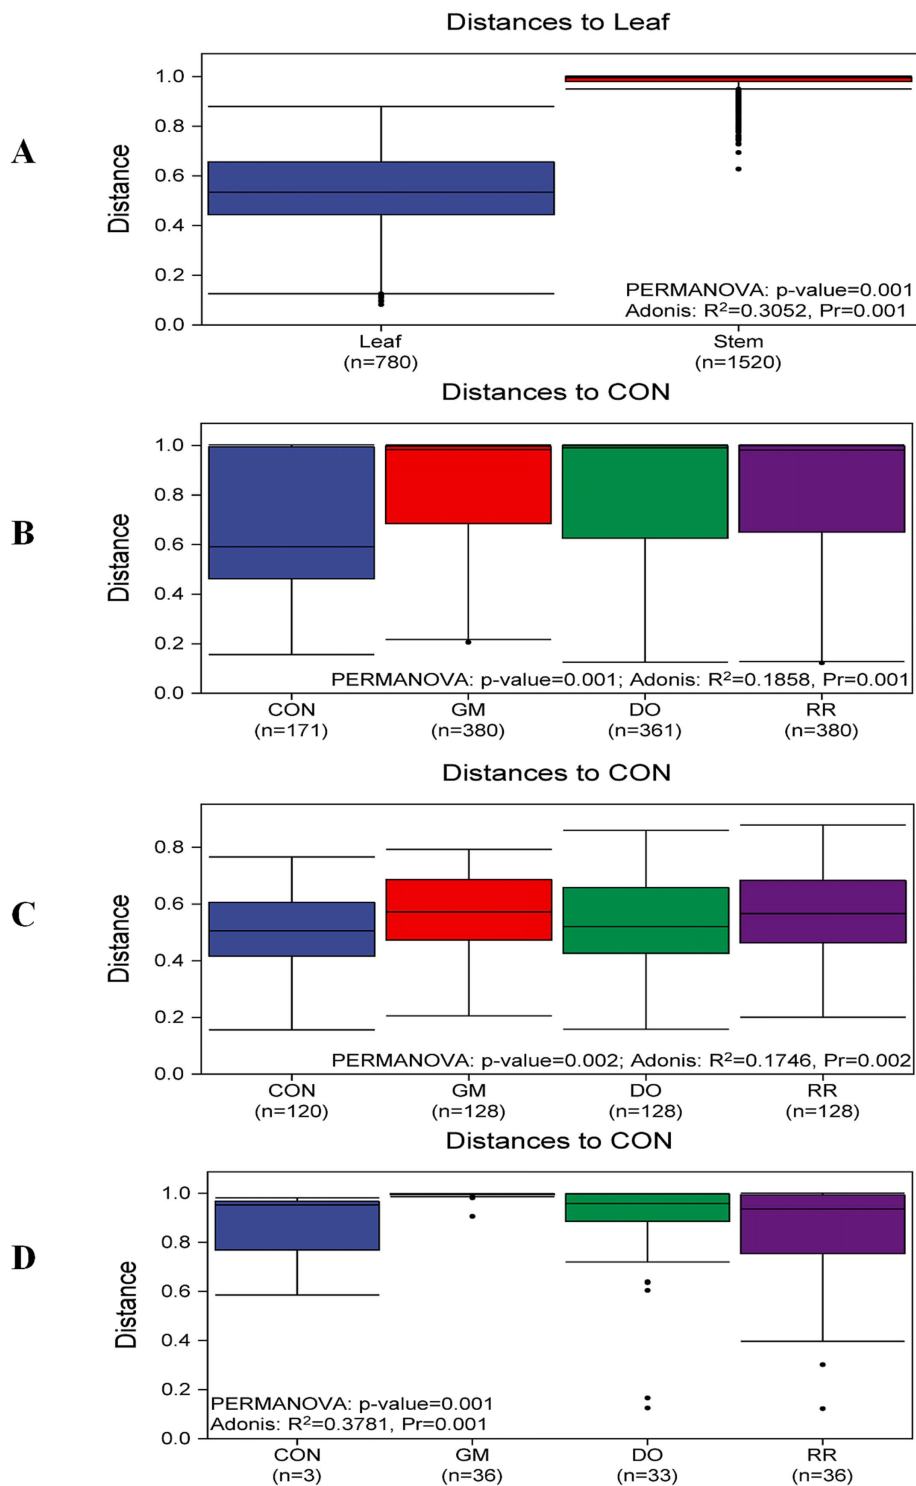 Distances to Leaf
A
Distance
1.0
0.8
0.6
0.4
0.2
0.0
PERMANOVA: p-value=0.001
Adonis: R²=0.3052, Pr=0.001
Leaf Stem
(n=780) (n=1520)
Distances to CON
B
Distance
1.0
0.8
0.6
0.4
0.2
0.0
PERMANOVA: p-value=0.001; Adonis: R²=0.1858, Pr=0.001
CON GM DO RR
(n=171) (n=380) (n=361) (n=380)
Distances to CON
C
Distance
0.8
0.6
0.4
0.2
0.0
PERMANOVA: p-value=0.002; Adonis: R²=0.1746, Pr=0.002
CON GM DO RR
(n=120) (n=128) (n=128) (n=128)
Distances to CON
D
Distance
1.0
0.8
0.6
0.4
0.2
0.0
PERMANOVA: p-value=0.001
Adonis: R²=0.3781, Pr=0.001
CON GM DO RR
(n=3) (n=36) (n=33) (n=36)